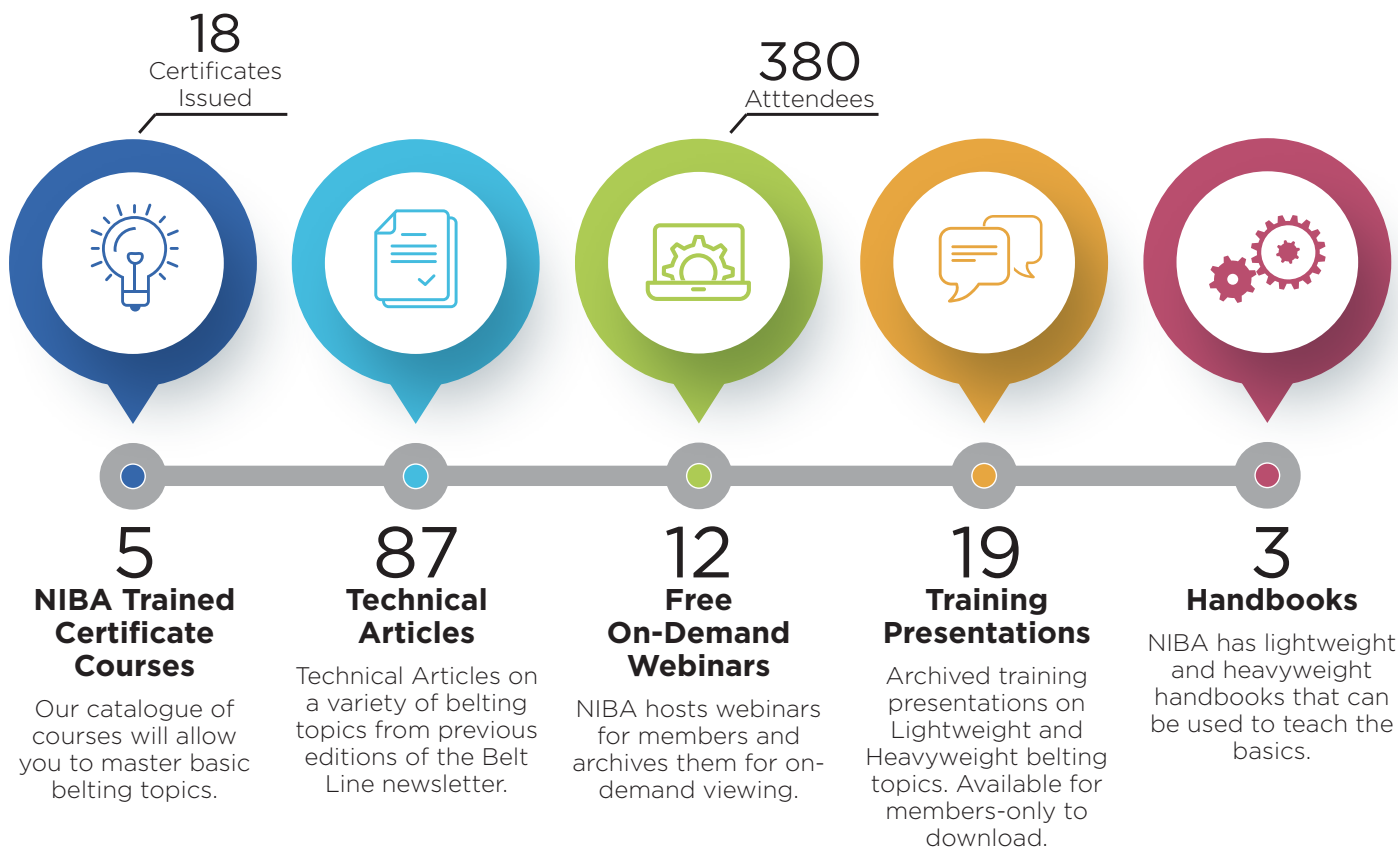 18
Certificates
Issued
380
Atttendees
5
NIBA Trained
Certificate
Courses
Our catalogue of
courses will allow
you to master basic
belting topics.
87
Technical
Articles
Technical Articles on
a variety of belting
topics from previous
editions of the Belt
Line newsletter.
12
Free
On-Demand
Webinars
NIBA hosts webinars
for members and
archives them for on-
demand viewing.
19
Training
Presentations
Archived training
presentations on
Lightweight and
Heavyweight belting
topics. Available for
members-only to
download.
3
Handbooks
NIBA has lightweight
and heavyweight
handbooks that can
be used to teach the
basics.